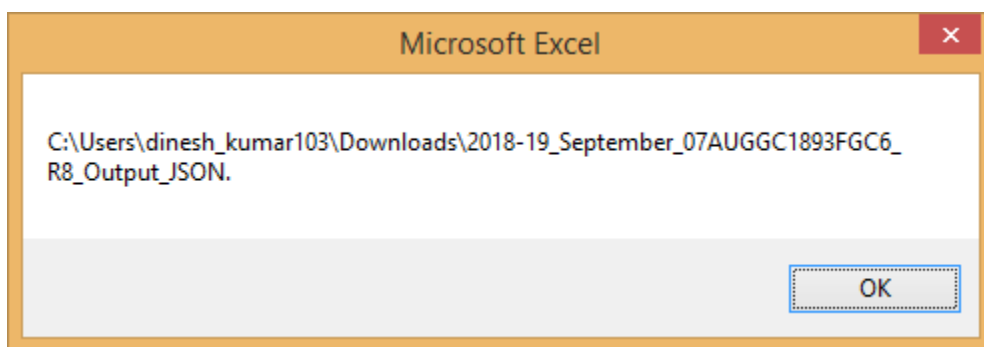 Microsoft Excel
C:\Users\dinesh_kumar103\Downloads\2018-19_September_07AUGGC1893FGC6_
R8_Output_JSON.
OK